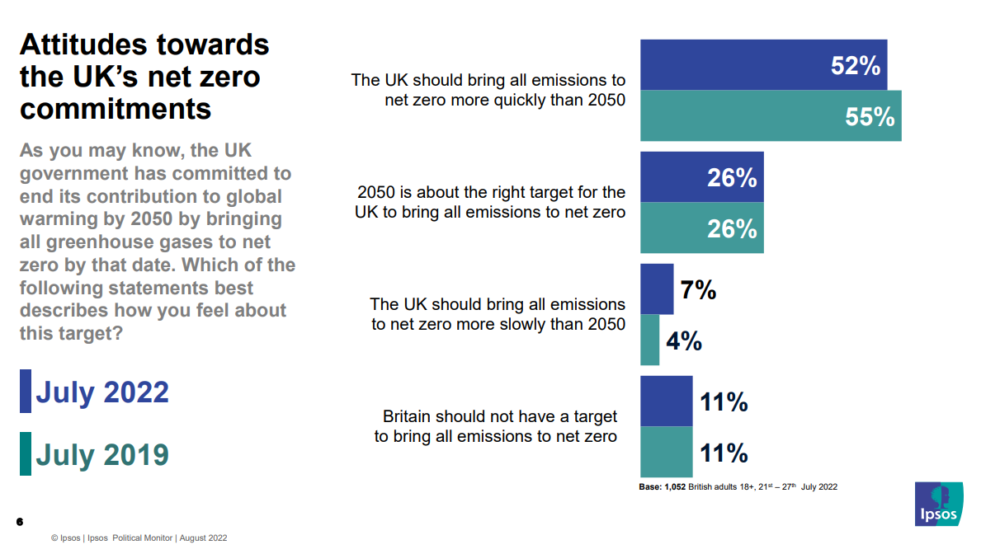 Attitudes towards
the UK’s net zero
commitments
As you may know, the UK
government has committed to
end its contribution to global
warming by 2050 by bringing
all greenhouse gases to net
zero by that date. Which of the
following statements best
describes how you feel about
this target?
July 2022
July 2019
The UK should bring all emissions to
net zero more quickly than 2050
52%
55%
2050 is about the right target for the
UK to bring all emissions to net zero
26%
26%
The UK should bring all emissions
to net zero more slowly than 2050
7%
4%
Britain should not have a target
to bring all emissions to net zero
11%
11%
Base: 1,052 British adults 18+, 21st – 27th July 2022
Ipsos
6
© Ipsos | Ipsos Political Monitor | August 2022